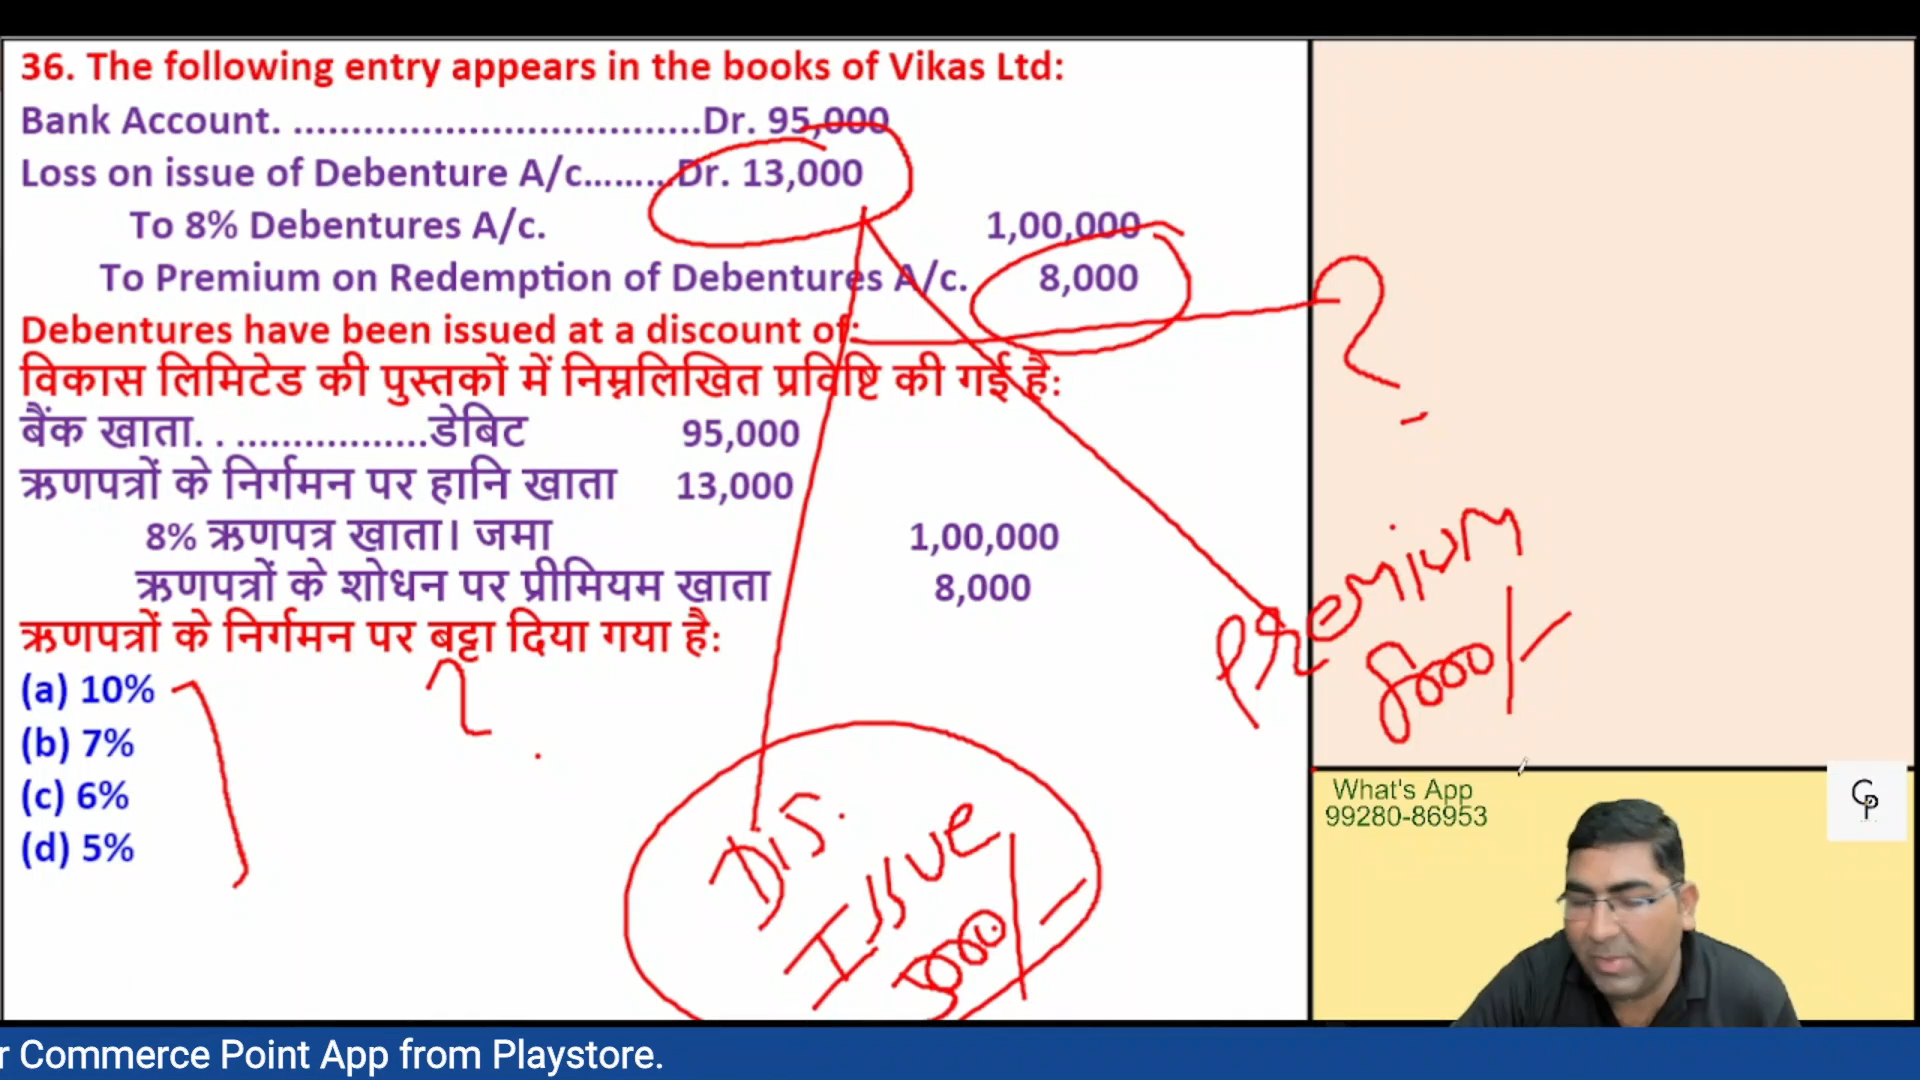 36. The following entry appears in the books of Vikas Ltd:
Bank Account. ....................................Dr. 95,000
Loss on issue of Debenture A/c.........Dr. 13,000
To 8% Debentures A/c. 1,00,000
To Premium on Redemption of Debentures A/c. 8,000
Debentures have been issued at a discount of:
विकास लिमिटेड की पुस्तकों में निम्नलिखित प्रविष्टि की गई है:
बैंक खाता. . .................डेबिट 95,000
ऋणपत्रों के निर्गमन पर हानि खाता 13,000
8% ऋणपत्र खाता। जमा 1,00,000
ऋणपत्रों के शोधन पर प्रीमियम खाता 8,000
ऋणपत्रों के निर्गमन पर बट्टा दिया गया है:
(a) 10%
(b) 7%
(c) 6%
(d) 5%
?
Premium
8000/-
Dis.
Issue
5000/-
What's App
99280-86953
CP
r Commerce Point App from Playstore.